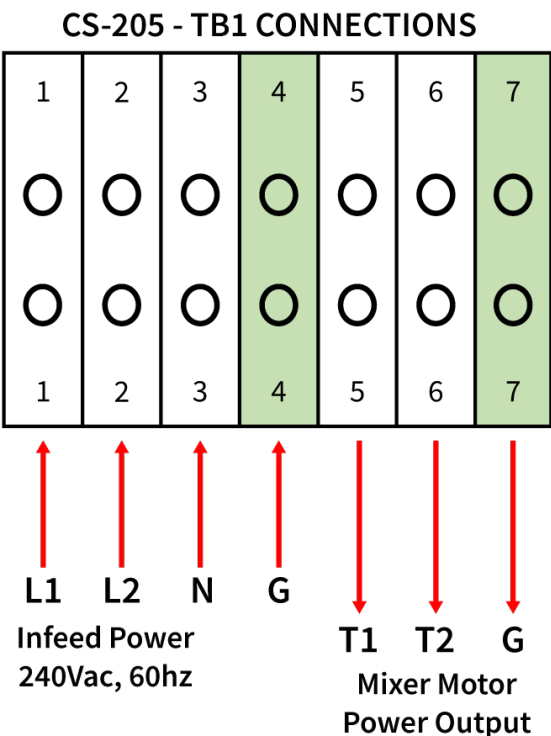 CS-205 - TB1 CONNECTIONS
1 2 3 4 5 6 7
1 2 3 4 5 6 7
L1 L2 N G
Infeed Power
240Vac, 60hz
T1 T2 G
Mixer Motor
Power Output